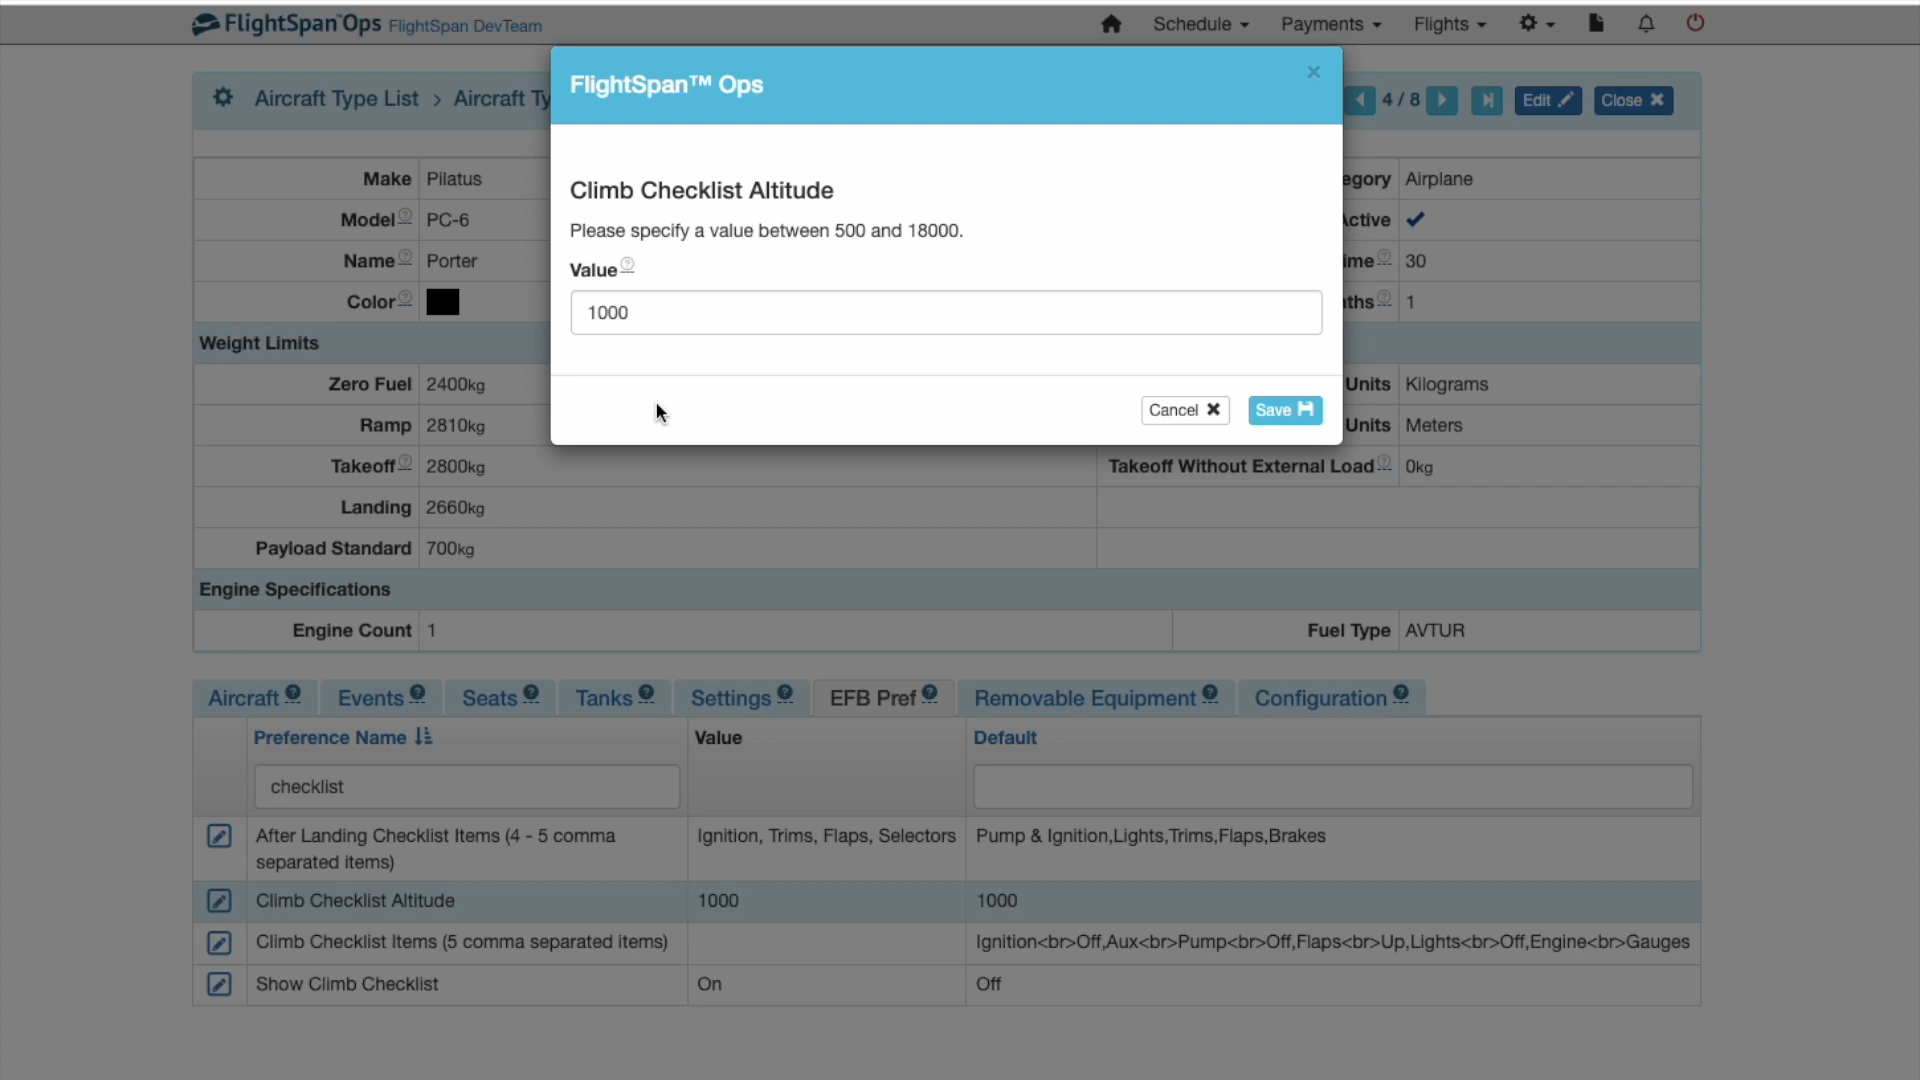 FlightSpan™Ops FlightSpan DevTeam
Schedule Payments Flights
FlightSpan™ Ops
×
Aircraft Type List > Aircraft Ty
4 / 8
Edit
Close
Climb Checklist Altitude
Please specify a value between 500 and 18000.
Value
1000
Cancel
Save
Make Pilatus
egory Airplane
Model PC-6
Active
Name Porter
ime 30
Color
ths 1
Weight Limits
Zero Fuel 2400kg
Units Kilograms
Ramp 2810kg
Units Meters
Takeoff 2800kg
Takeoff Without External Load 0kg
Landing 2660kg
Payload Standard 700kg
Engine Specifications
Engine Count 1
Fuel Type AVTUR
Aircraft Events Seats Tanks Settings EFB Pref Removable Equipment Configuration
Preference Name Value Default
checklist
After Landing Checklist Items (4 - 5 comma
separated items)
Ignition, Trims, Flaps, Selectors
Pump & Ignition,Lights,Trims,Flaps,Brakes
Climb Checklist Altitude 1000 1000
Climb Checklist Items (5 comma separated items)
Ignition<br>Off,Aux<br>Pump<br>Off,Flaps<br>Up,Lights<br>Off,Engine<br>Gauges
Show Climb Checklist On Off